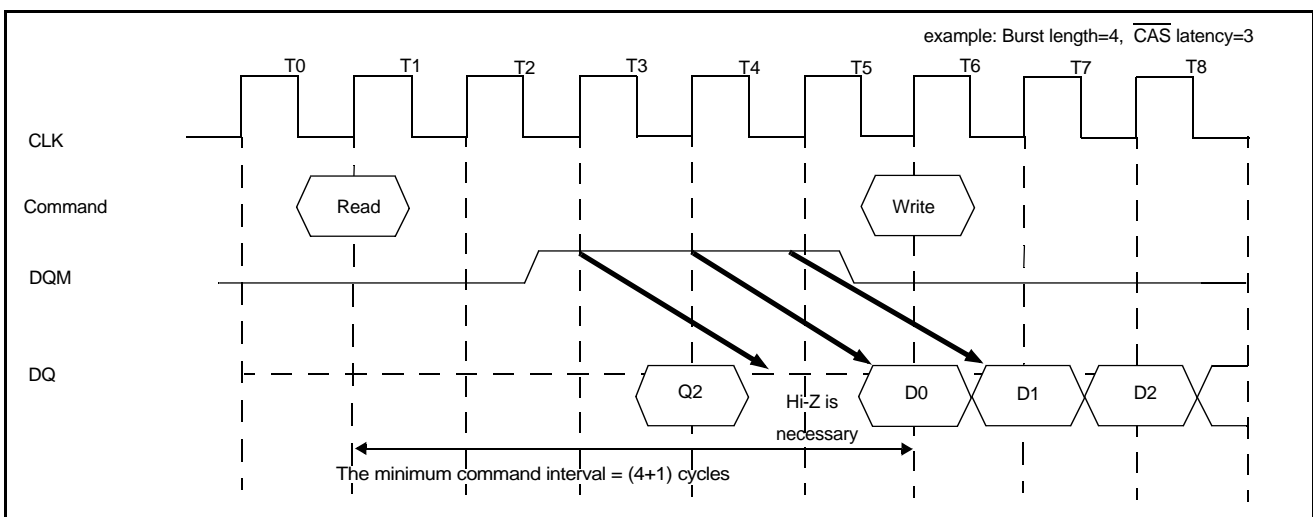 example: Burst length=4, CAS latency=3
T0 T1 T2 T3 T4 T5 T6 T7 T8
CLK
Command
Read
Write
DQM
DQ
Q2
Hi-Z is
necessary
D0
D1
D2
The minimum command interval = (4+1) cycles